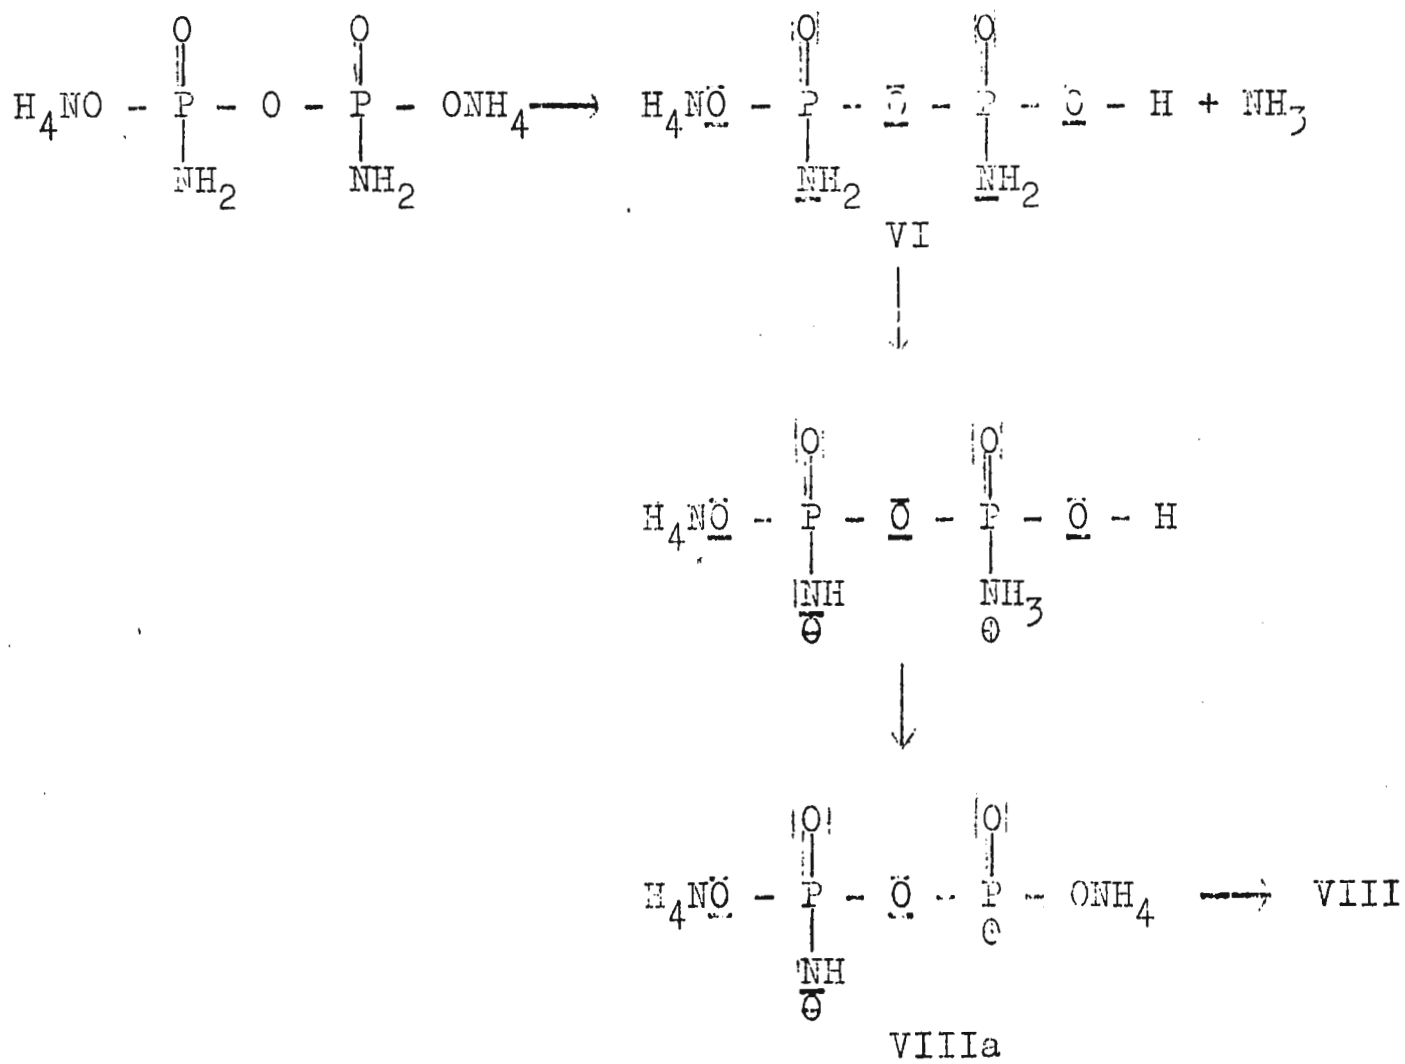 O O |O| |O|
H₄NO - P - O - P - ONH₄ ⟶ H₄NO - P - O - P - O - H + NH₃
NH₂ NH₂ NH₂ NH₂
VI
|O| |O|
H₄NO - P - O - P - O - H
|NH NH₃
⊖ ⊕
|O| |O|
H₄NO - P - O - P - ONH₄ ⟶ VIII
|NH
⊖
VIIIa